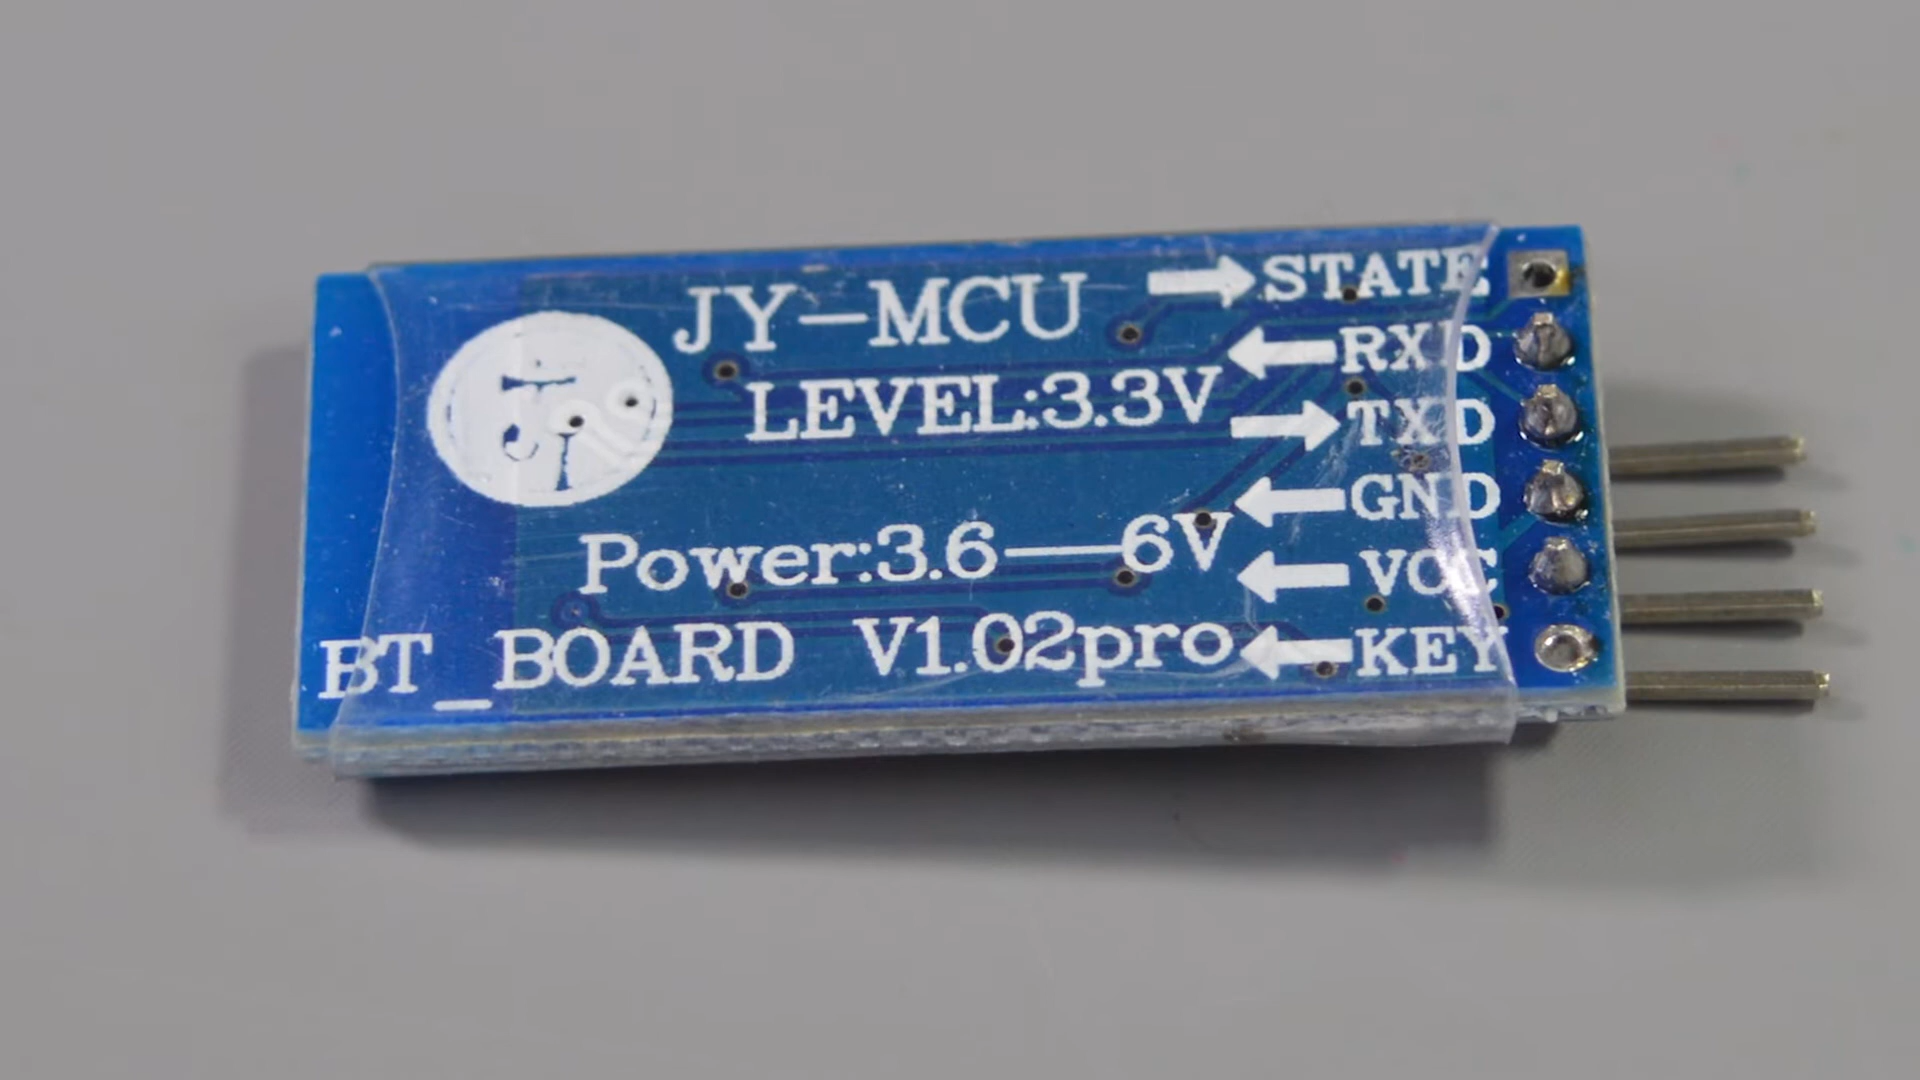 JY-MCU
LEVEL:3.3V
Power:3.6—6V
BT_BOARD V1.02pro
STATE
RXD
TXD
GND
VCC
KEY